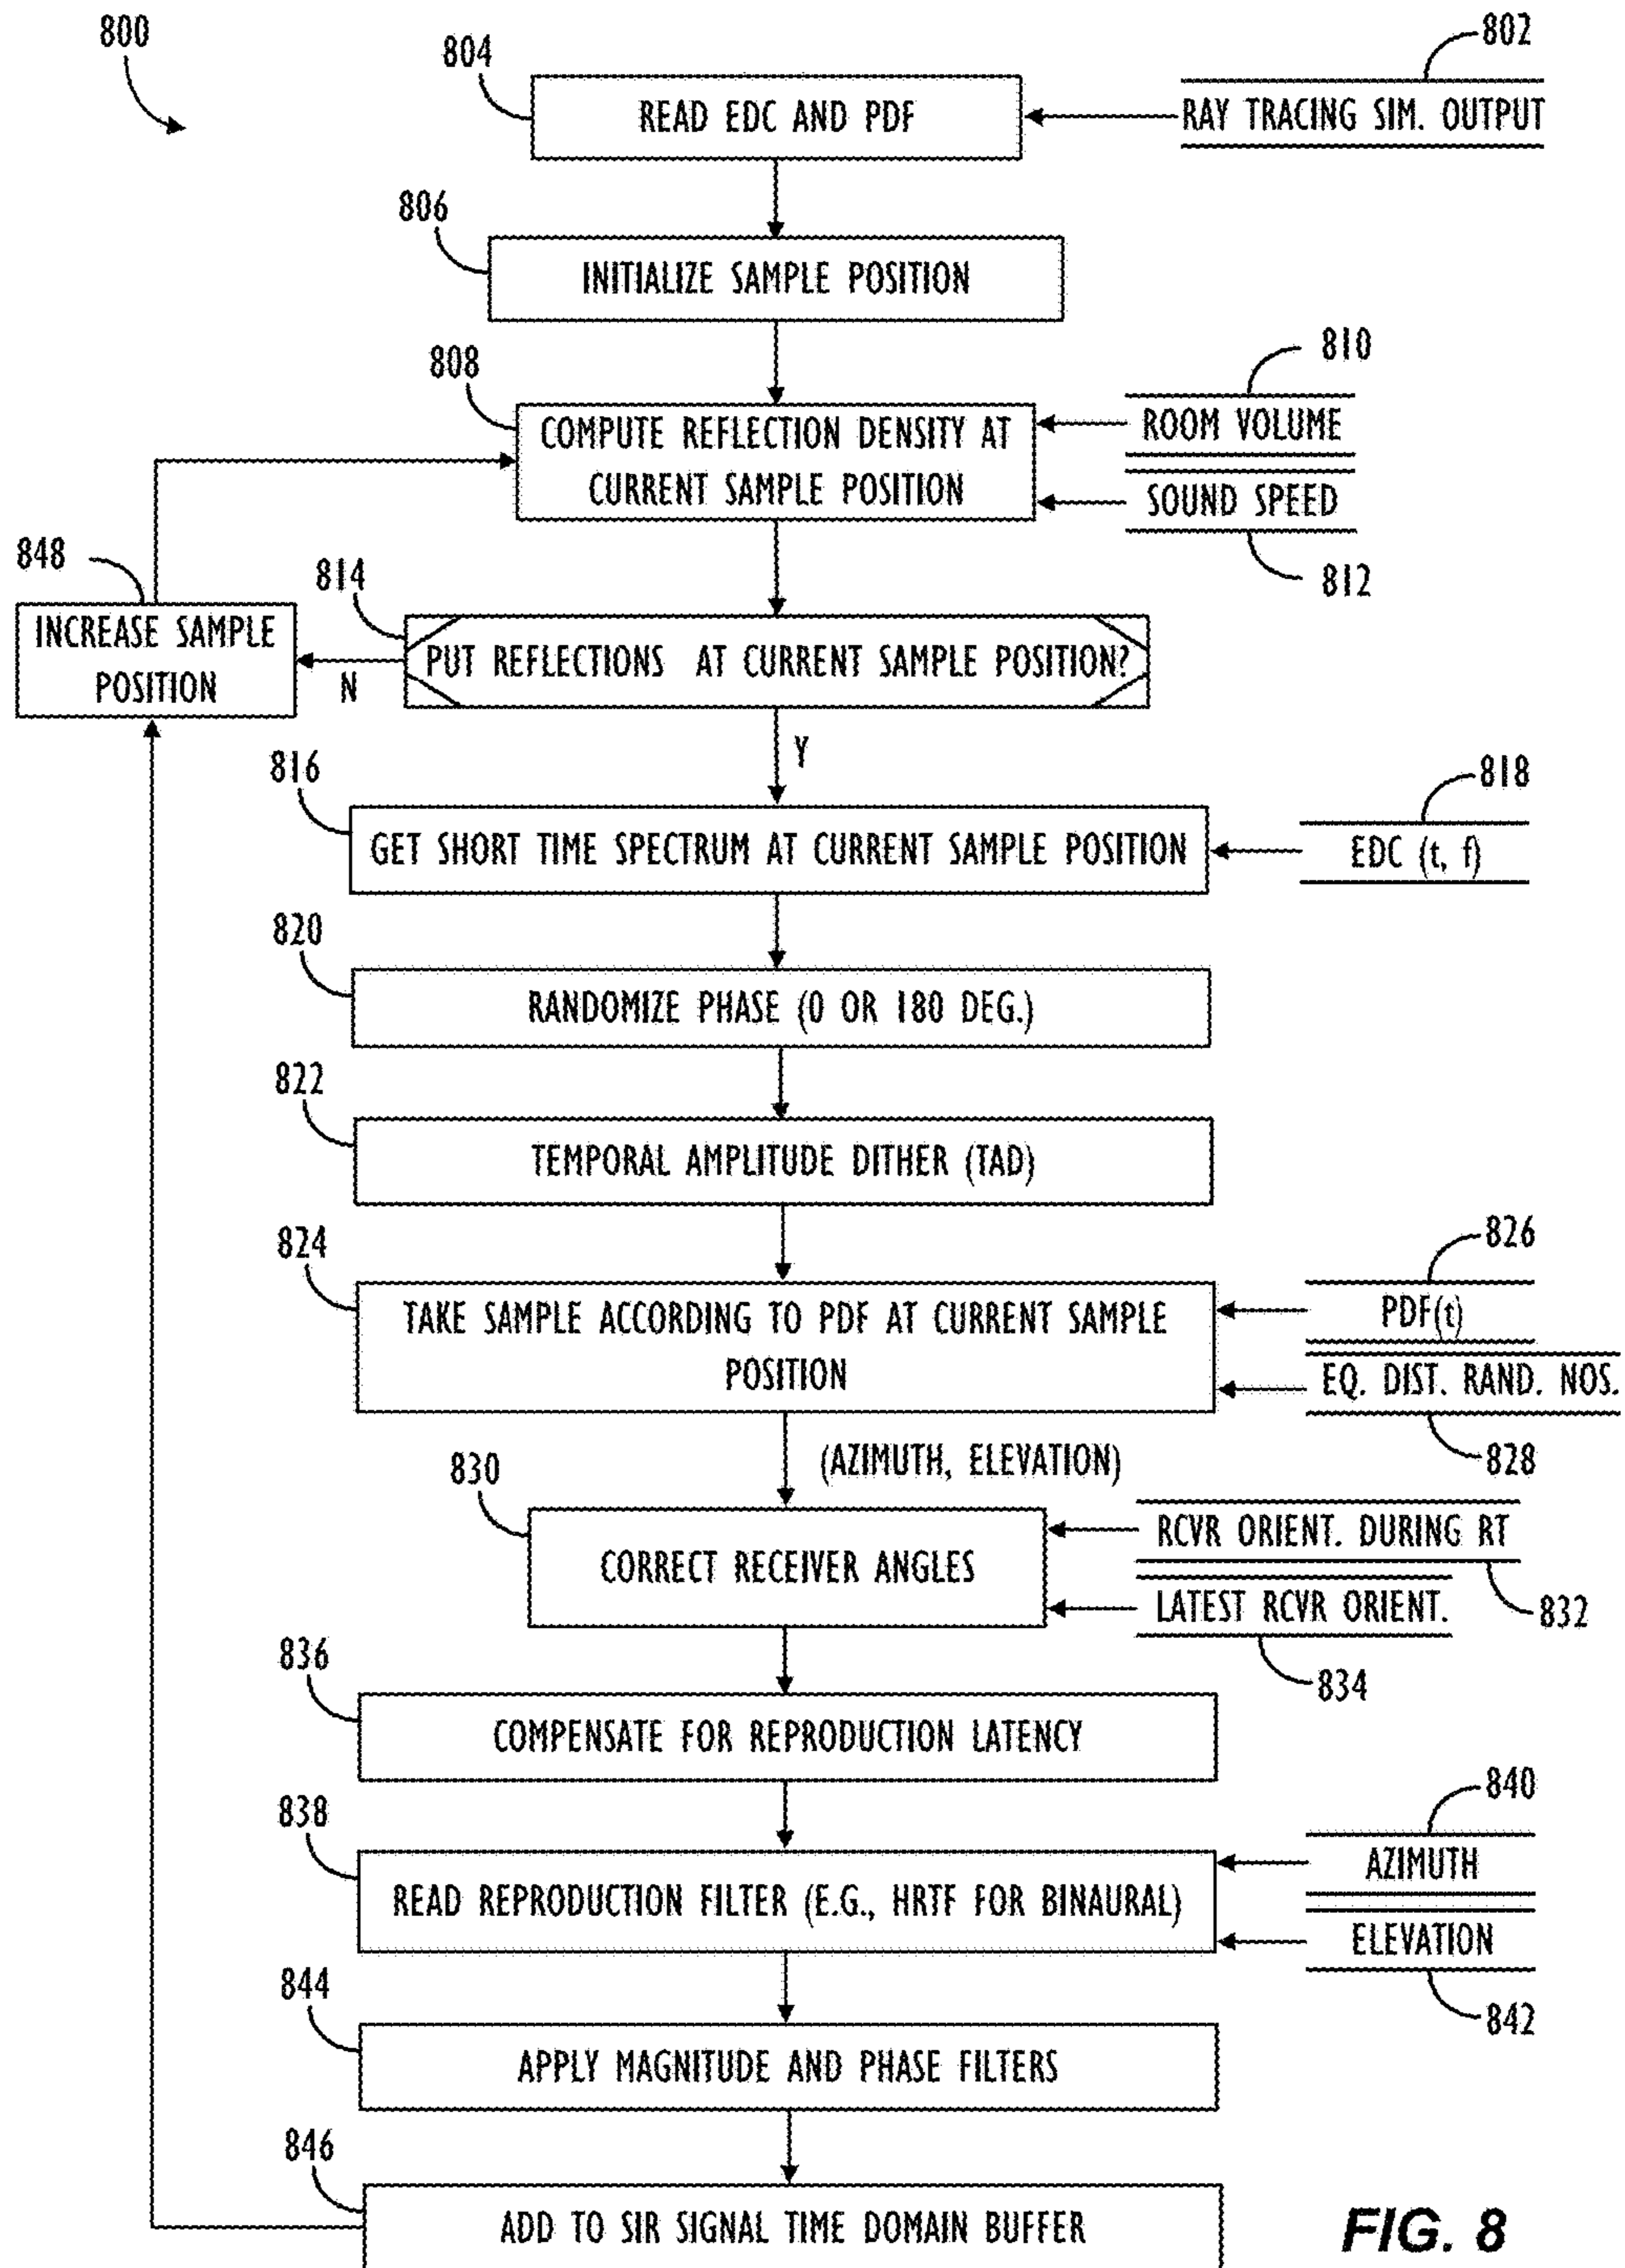 800
802
804
READ EDC AND PDF
RAY TRACING SIM. OUTPUT
806
INITIALIZE SAMPLE POSITION
808
810
COMPUTE REFLECTION DENSITY AT
CURRENT SAMPLE POSITION
ROOM VOLUME
SOUND SPEED
812
848
INCREASE SAMPLE
POSITION
814
PUT REFLECTIONS AT CURRENT SAMPLE POSITION?
N
Y
816
818
GET SHORT TIME SPECTRUM AT CURRENT SAMPLE POSITION
EDC (t, f)
820
RANDOMIZE PHASE (0 OR 180 DEG.)
822
TEMPORAL AMPLITUDE DITHER (TAD)
824
826
TAKE SAMPLE ACCORDING TO PDF AT CURRENT SAMPLE
POSITION
PDF(t)
EQ. DIST. RAND. NOS.
828
(AZIMUTH, ELEVATION)
830
CORRECT RECEIVER ANGLES
RCVR ORIENT. DURING RT
832
LATEST RCVR ORIENT.
834
836
COMPENSATE FOR REPRODUCTION LATENCY
838
840
READ REPRODUCTION FILTER (E.G., HRTF FOR BINAURAL)
AZIMUTH
ELEVATION
842
844
APPLY MAGNITUDE AND PHASE FILTERS
846
ADD TO SIR SIGNAL TIME DOMAIN BUFFER
FIG. 8